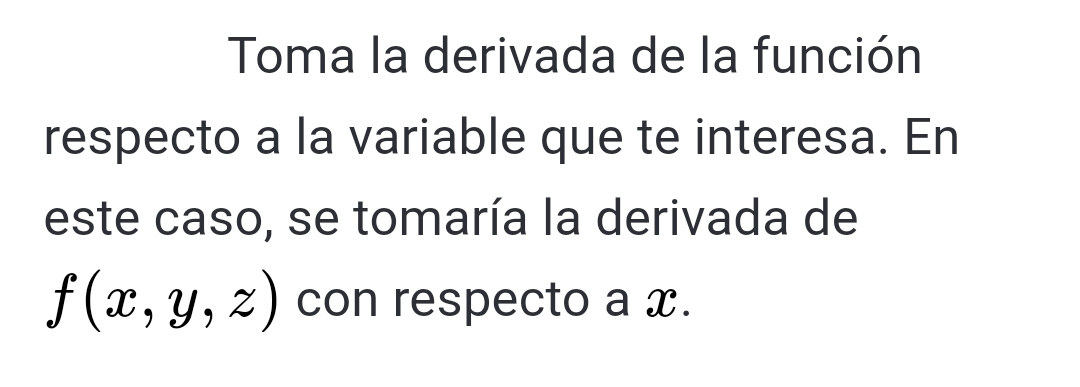 Toma la derivada de la función
respecto a la variable que te interesa. En
este caso, se tomaría la derivada de
f(x, y, z) con respecto a x.